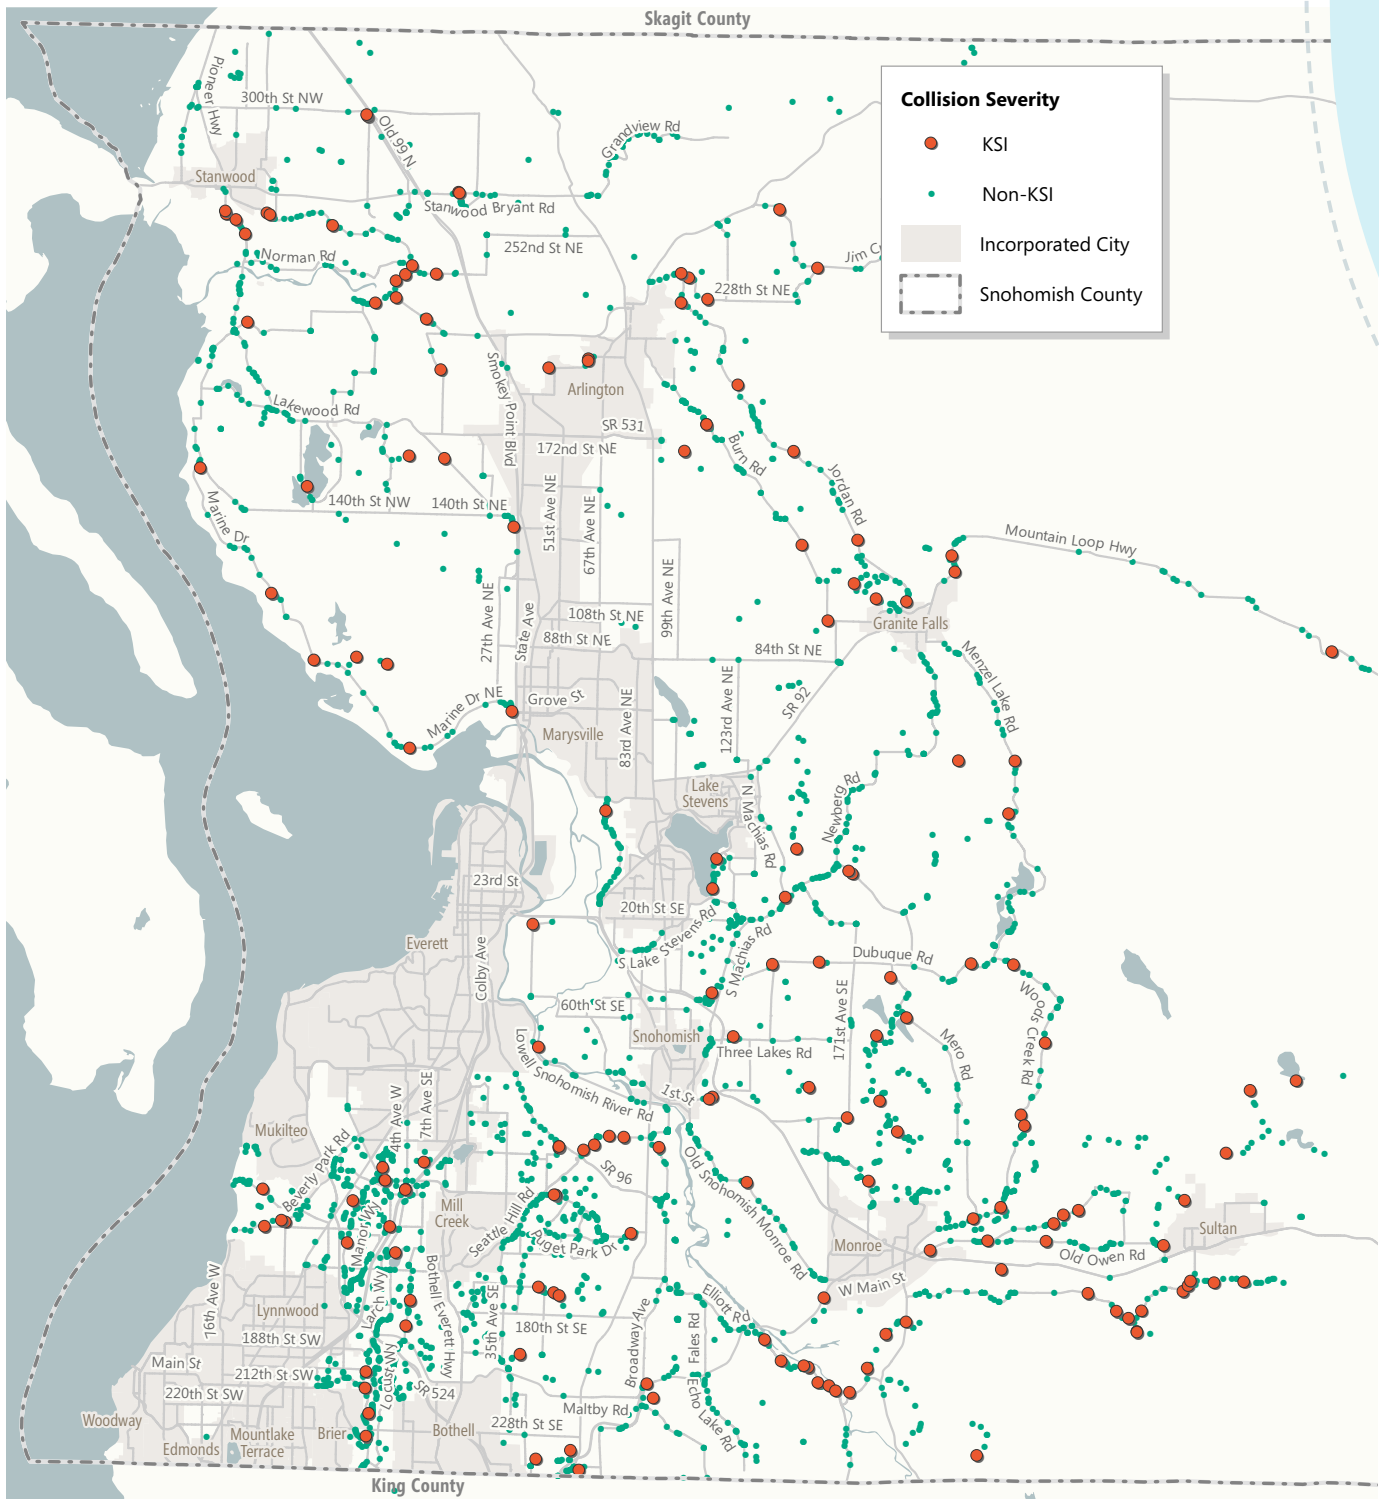 Skagit County
Collision Severity
KSI
Non-KSI
Incorporated City
Snohomish County
Pioneer Hwy
300th St NW
Old 99 N
Grandview Rd
Stanwood
Stanwood Bryant Rd
252nd St NE
Norman Rd
Jim C
228th St NE
Smokey Point Blvd
Arlington
Lakewood Rd
SR 531
172nd St NE
Burn Rd
Jordan Rd
140th St NW
140th St NE
51st Ave NE
67th Ave NE
Marine Dr
Mountain Loop Hwy
99th Ave NE
27th Ave NE
State Ave
108th St NE
88th St NE
Granite Falls
84th St NE
Menzel Lake Rd
123rd Ave NE
SR 92
Grove St
Marine Dr NE
83rd Ave NE
Marysville
Lake
Stevens
N Machias Rd
Newberg Rd
23rd St
20th St SE
S Lake Stevens Rd
S Machias Rd
Everett
Colby Ave
Dubuque Rd
171st Ave SE
Woods Creek Rd
60th St SE
Snohomish
Three Lakes Rd
Mero Rd
Lowell Snohomish River Rd
1st St
4th Ave W
7th Ave SE
Mukilteo
Beverly Park Rd
SR 96
Old Snohomish Monroe Rd
Mill
Creek
Seattle Hill Rd
Puget Park Dr
Manor Wy
Sultan
Monroe
Old Owen Rd
W Main St
76th Ave W
Larch Wy
Bothell Everett Hwy
35th Ave SE
Elliott Rd
Lynnwood
180th St SE
Broadway Ave
Fales Rd
188th St SW
Main St
212th St SW
Locust Wy
220th St SW
SR 524
Echo Lake Rd
Maltby Rd
Woodway
228th St SE
Edmonds
Mountlake
Terrace
Brier
Bothell
King County